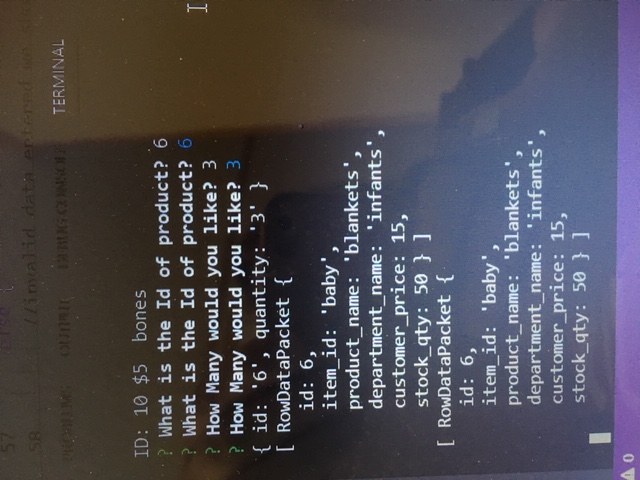 57 else {
58 //invalid data entered we
PROBLEMS OUTPUT DEBUG CONSOLE TERMINAL
ID: 10 $5 bones
? What is the Id of product? 6
? What is the Id of product? 6
? How Many would you like? 3
? How Many would you like? 3
{ id: '6', quantity: '3' }
[ RowDataPacket {
id: 6,
item_id: 'baby',
product_name: 'blankets',
department_name: 'infants',
customer_price: 15,
stock_qty: 50 } ]
[ RowDataPacket {
id: 6,
item_id: 'baby',
product_name: 'blankets',
department_name: 'infants',
customer_price: 15,
stock_qty: 50 } ]
0